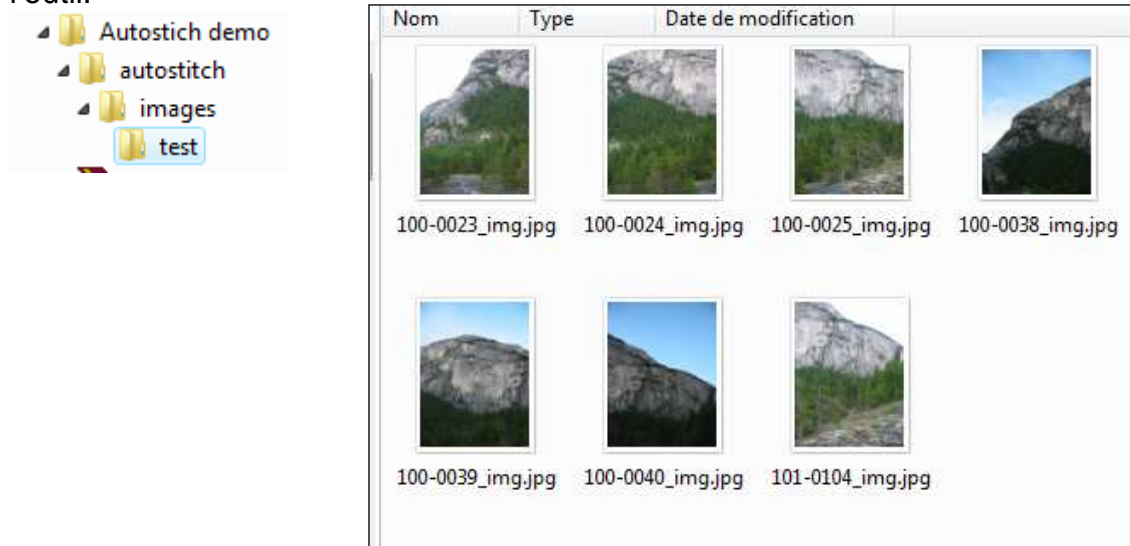 Autostich demo
autostitch
images
test
Nom Type Date de modification
100-0023_img.jpg 100-0024_img.jpg 100-0025_img.jpg 100-0038_img.jpg
100-0039_img.jpg 100-0040_img.jpg 101-0104_img.jpg